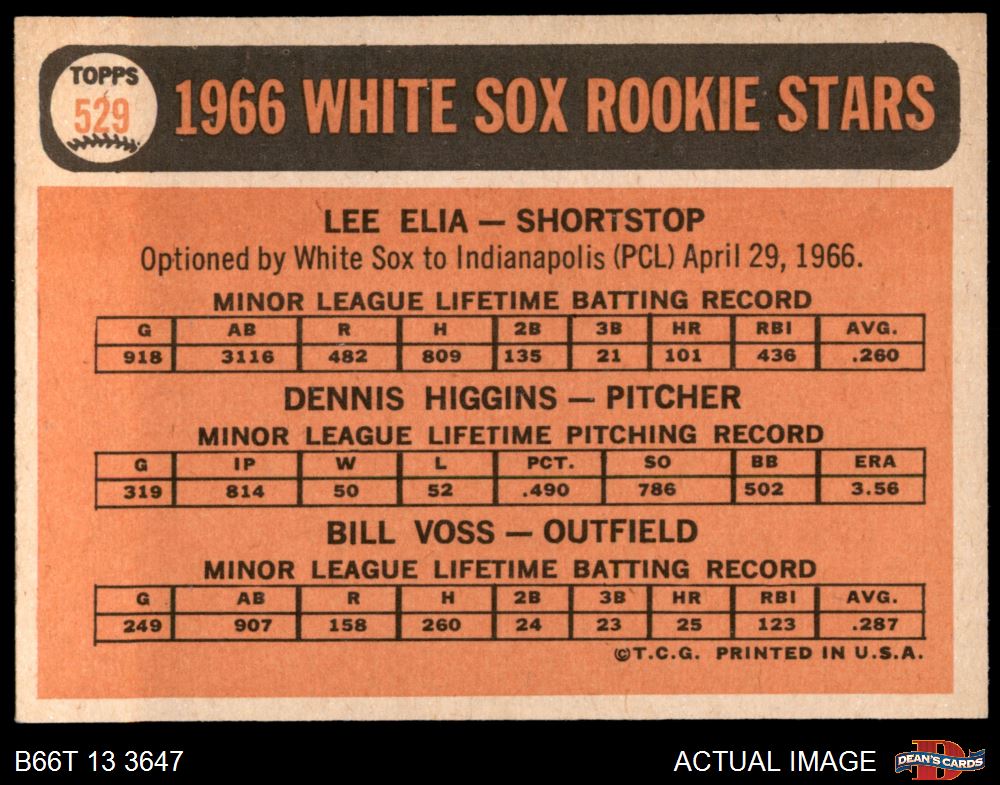 TOPPS
529
1966 WHITE SOX ROOKIE STARS
LEE ELIA — SHORTSTOP
Optioned by White Sox to Indianapolis (PCL) April 29, 1966.
MINOR LEAGUE LIFETIME BATTING RECORD
G AB R H 2B 3B HR RBI AVG.
918 3116 482 809 135 21 101 436 .260
DENNIS HIGGINS — PITCHER
MINOR LEAGUE LIFETIME PITCHING RECORD
G IP W L PCT. SO BB ERA
319 814 50 52 .490 786 502 3.56
BILL VOSS — OUTFIELD
MINOR LEAGUE LIFETIME BATTING RECORD
G AB R H 2B 3B HR RBI AVG.
249 907 158 260 24 23 25 123 .287
©T.C.G. PRINTED IN U.S.A.
B66T 13 3647
ACTUAL IMAGE
D
DEAN'S CARDS